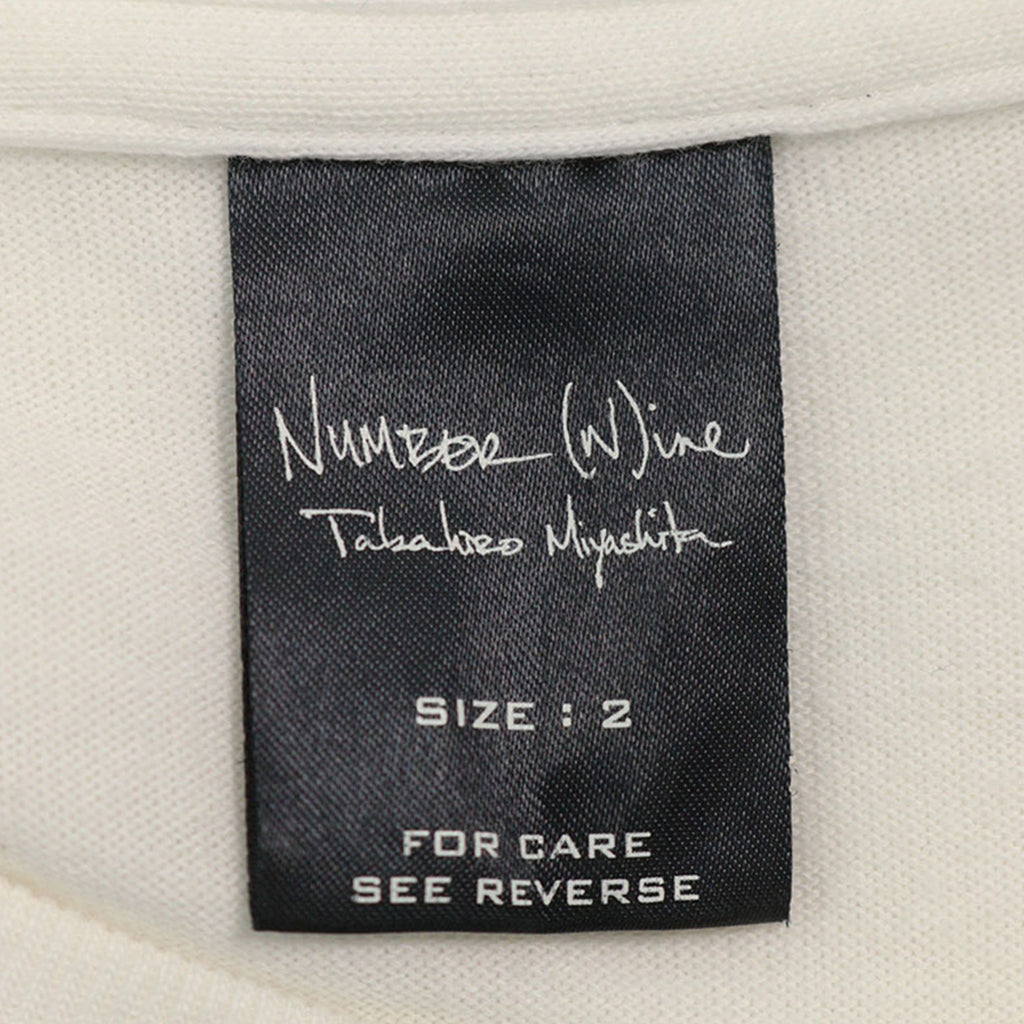 NUMBER (N)ine
Takahiro Miyashita
SIZE : 2
FOR CARE
SEE REVERSE